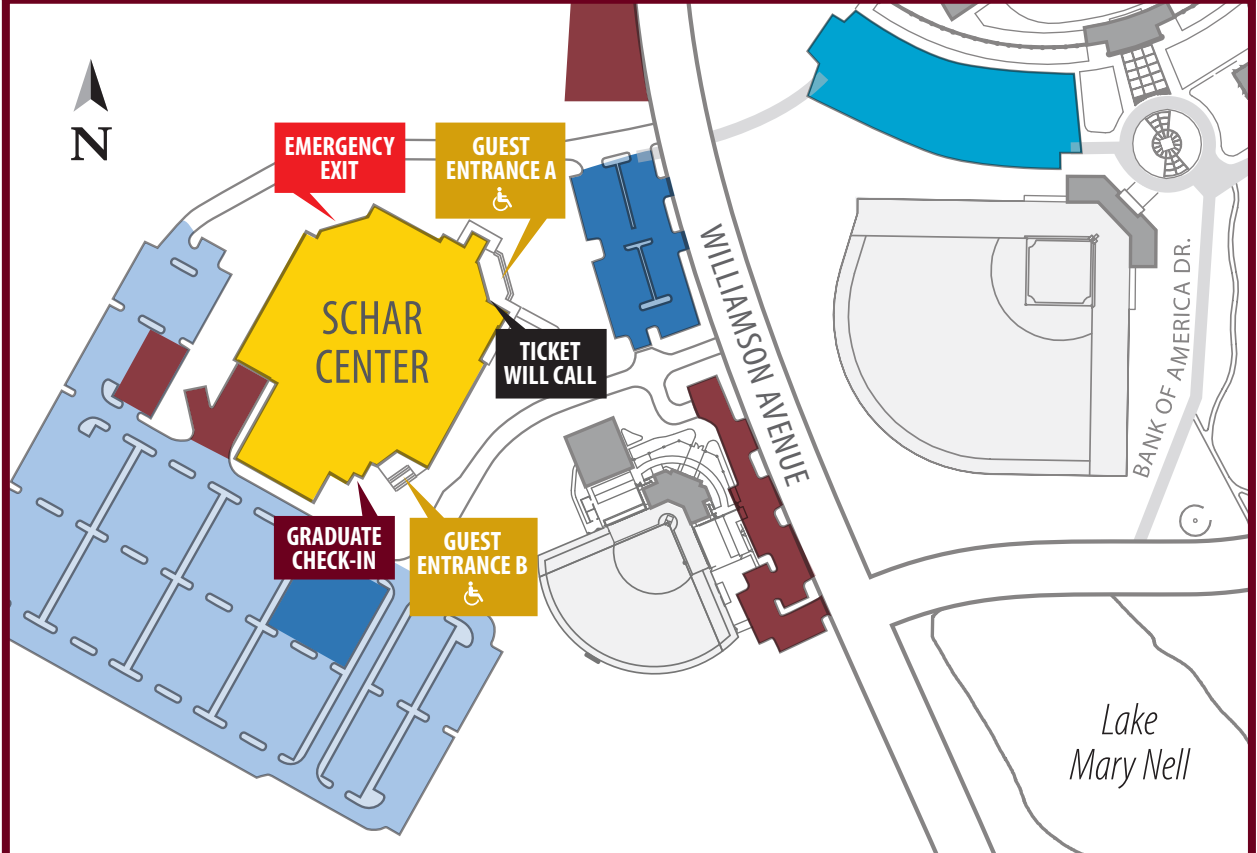 N
EMERGENCY
EXIT
GUEST
ENTRANCE A
SCHAR
CENTER
TICKET
WILL CALL
WILLIAMSON AVENUE
BANK OF AMERICA DR.
GRADUATE
CHECK-IN
GUEST
ENTRANCE B
Lake
Mary Nell